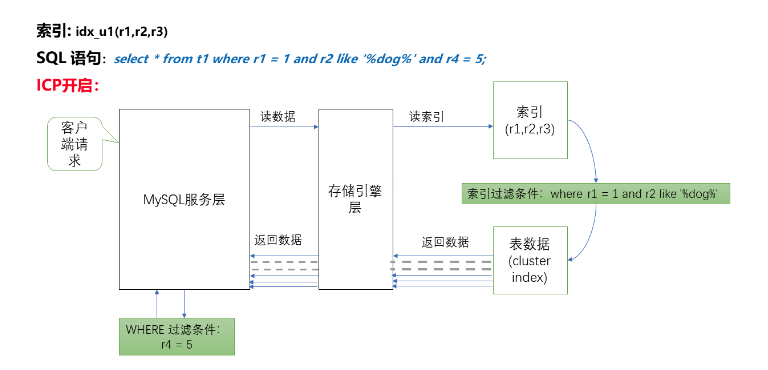 索引: idx_u1(r1,r2,r3)
SQL 语句：select * from t1 where r1 = 1 and r2 like '%dog%' and r4 = 5;
ICP开启：
客户
端请
求
读数据
读索引
索引
(r1,r2,r3)
MySQL服务层
存储引擎
层
索引过滤条件：where r1 = 1 and r2 like '%dog%'
返回数据
返回数据
表数据
(cluster
index)
WHERE 过滤条件：
r4 = 5